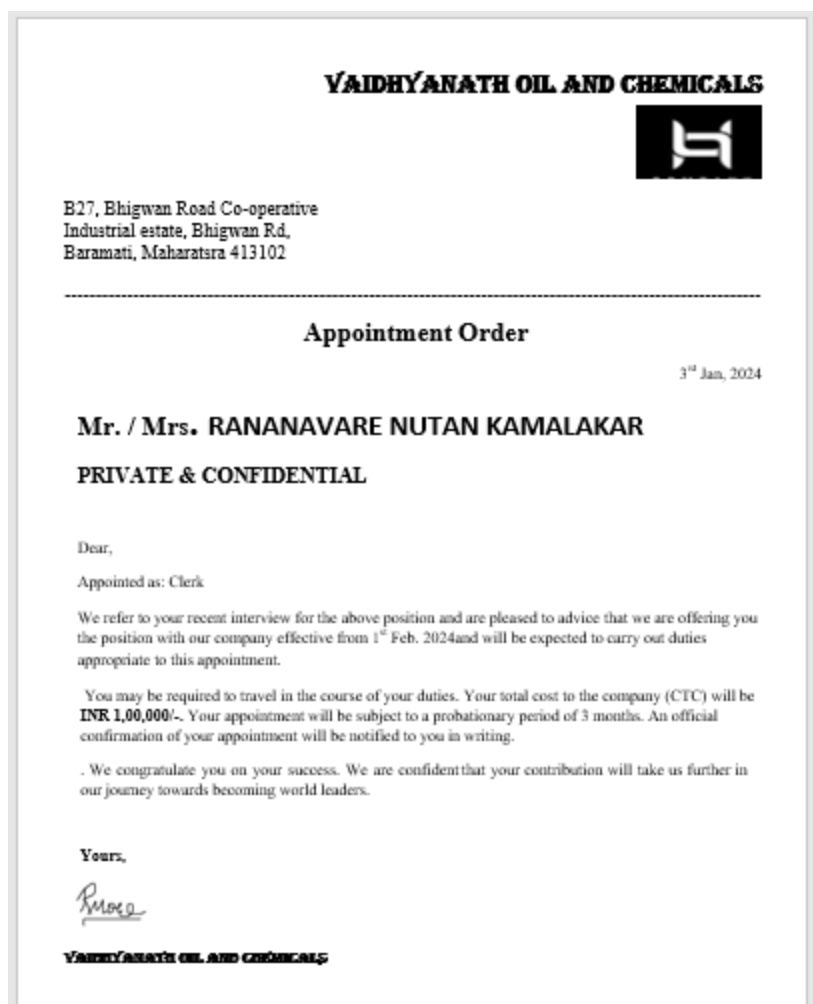 VAIDHYANATH OIL AND CHEMICALS
B27, Bhigwan Road Co-operative
Industrial estate, Bhigwan Rd,
Baramati, Maharatsra 413102
Appointment Order
3rd Jan, 2024
Mr. / Mrs. RANANAVARE NUTAN KAMALAKAR
PRIVATE & CONFIDENTIAL
Dear,
Appointed as: Clerk
We refer to your recent interview for the above position and are pleased to advice that we are offering you
the position with our company effective from 1st Feb. 2024and will be expected to carry out duties
appropriate to this appointment.
You may be required to travel in the course of your duties. Your total cost to the company (CTC) will be
INR 1,00,000/-. Your appointment will be subject to a probationary period of 3 months. An official
confirmation of your appointment will be notified to you in writing.
. We congratulate you on your success. We are confident that your contribution will take us further in
our journey towards becoming world leaders.
Yours,
VAIDHYANATH OIL AND CHEMICALS